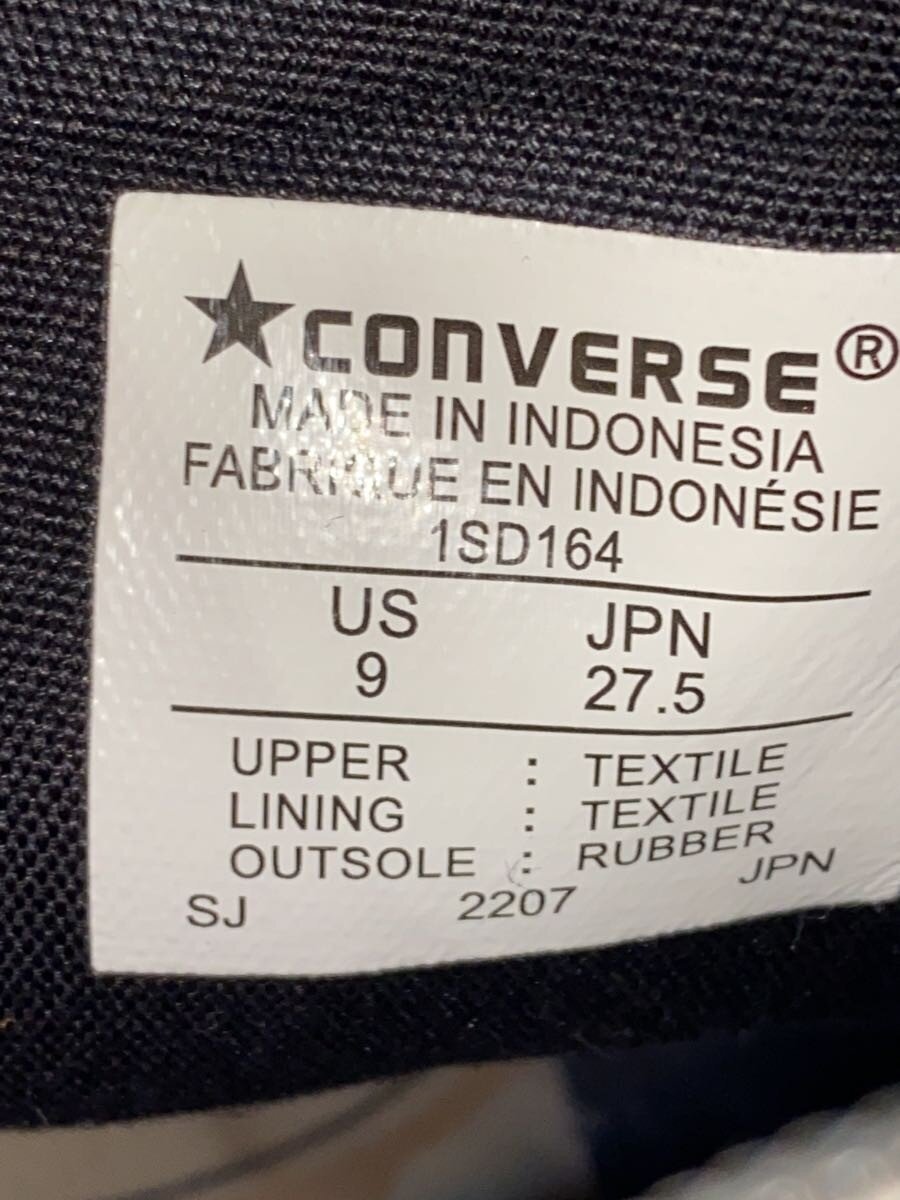 ★CONVERSE®
MADE IN INDONESIA
FABRIQUE EN INDONÉSIE
1SD164
US JPN
9 27.5
UPPER : TEXTILE
LINING : TEXTILE
OUTSOLE : RUBBER
SJ 2207 JPN